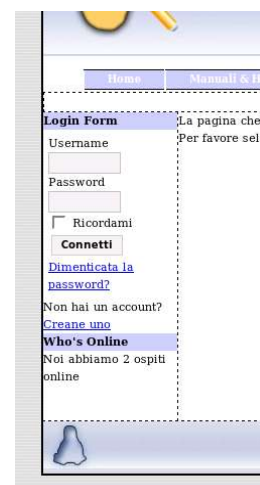 Home Manuali & H
Login Form
La pagina che
Per favore sel
Username
Password
Ricordami
Connetti
Dimenticata la
password?
Non hai un account?
Creane uno
Who's Online
Noi abbiamo 2 ospiti
online